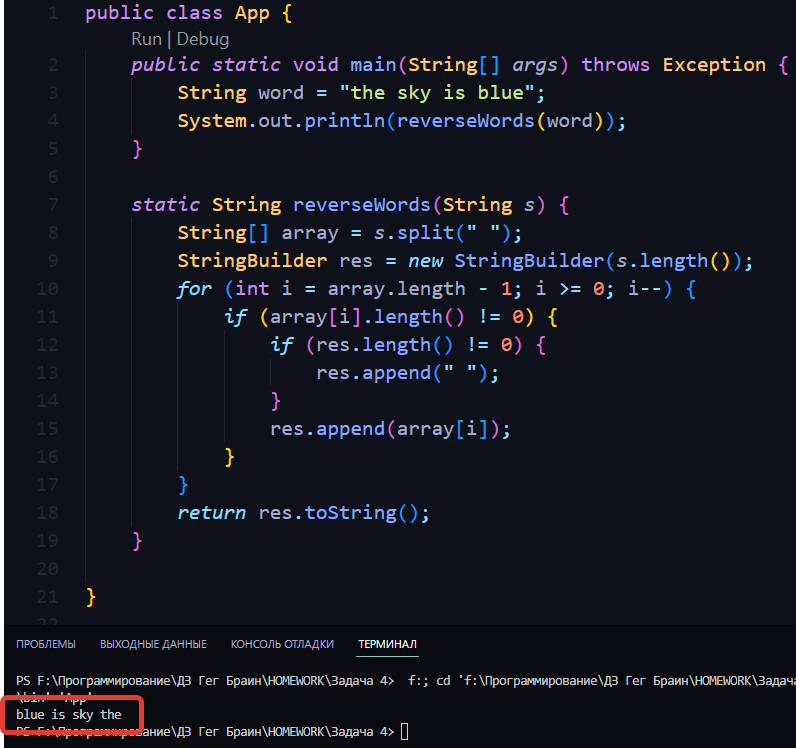 1 public class App {
Run | Debug
2 public static void main(String[] args) throws Exception {
3 String word = "the sky is blue";
4 System.out.println(reverseWords(word));
5 }
6
7 static String reverseWords(String s) {
8 String[] array = s.split(" ");
9 StringBuilder res = new StringBuilder(s.length());
10 for (int i = array.length - 1; i >= 0; i--) {
11 if (array[i].length() != 0) {
12 if (res.length() != 0) {
13 res.append(" ");
14 }
15 res.append(array[i]);
16 }
17 }
18 return res.toString();
19 }
20
21 }
22
ПРОБЛЕМЫ ВЫХОДНЫЕ ДАННЫЕ КОНСОЛЬ ОТЛАДКИ ТЕРМИНАЛ
PS F:\Программирование\ДЗ Гег Браин\HOMEWORK\Задача 4> f:; cd 'f:\Программирование\ДЗ Гег Браин\HOMEWORK\Задача
\bin' 'App'
blue is sky the
PS F:\Программирование\ДЗ Гег Браин\HOMEWORK\Задача 4>